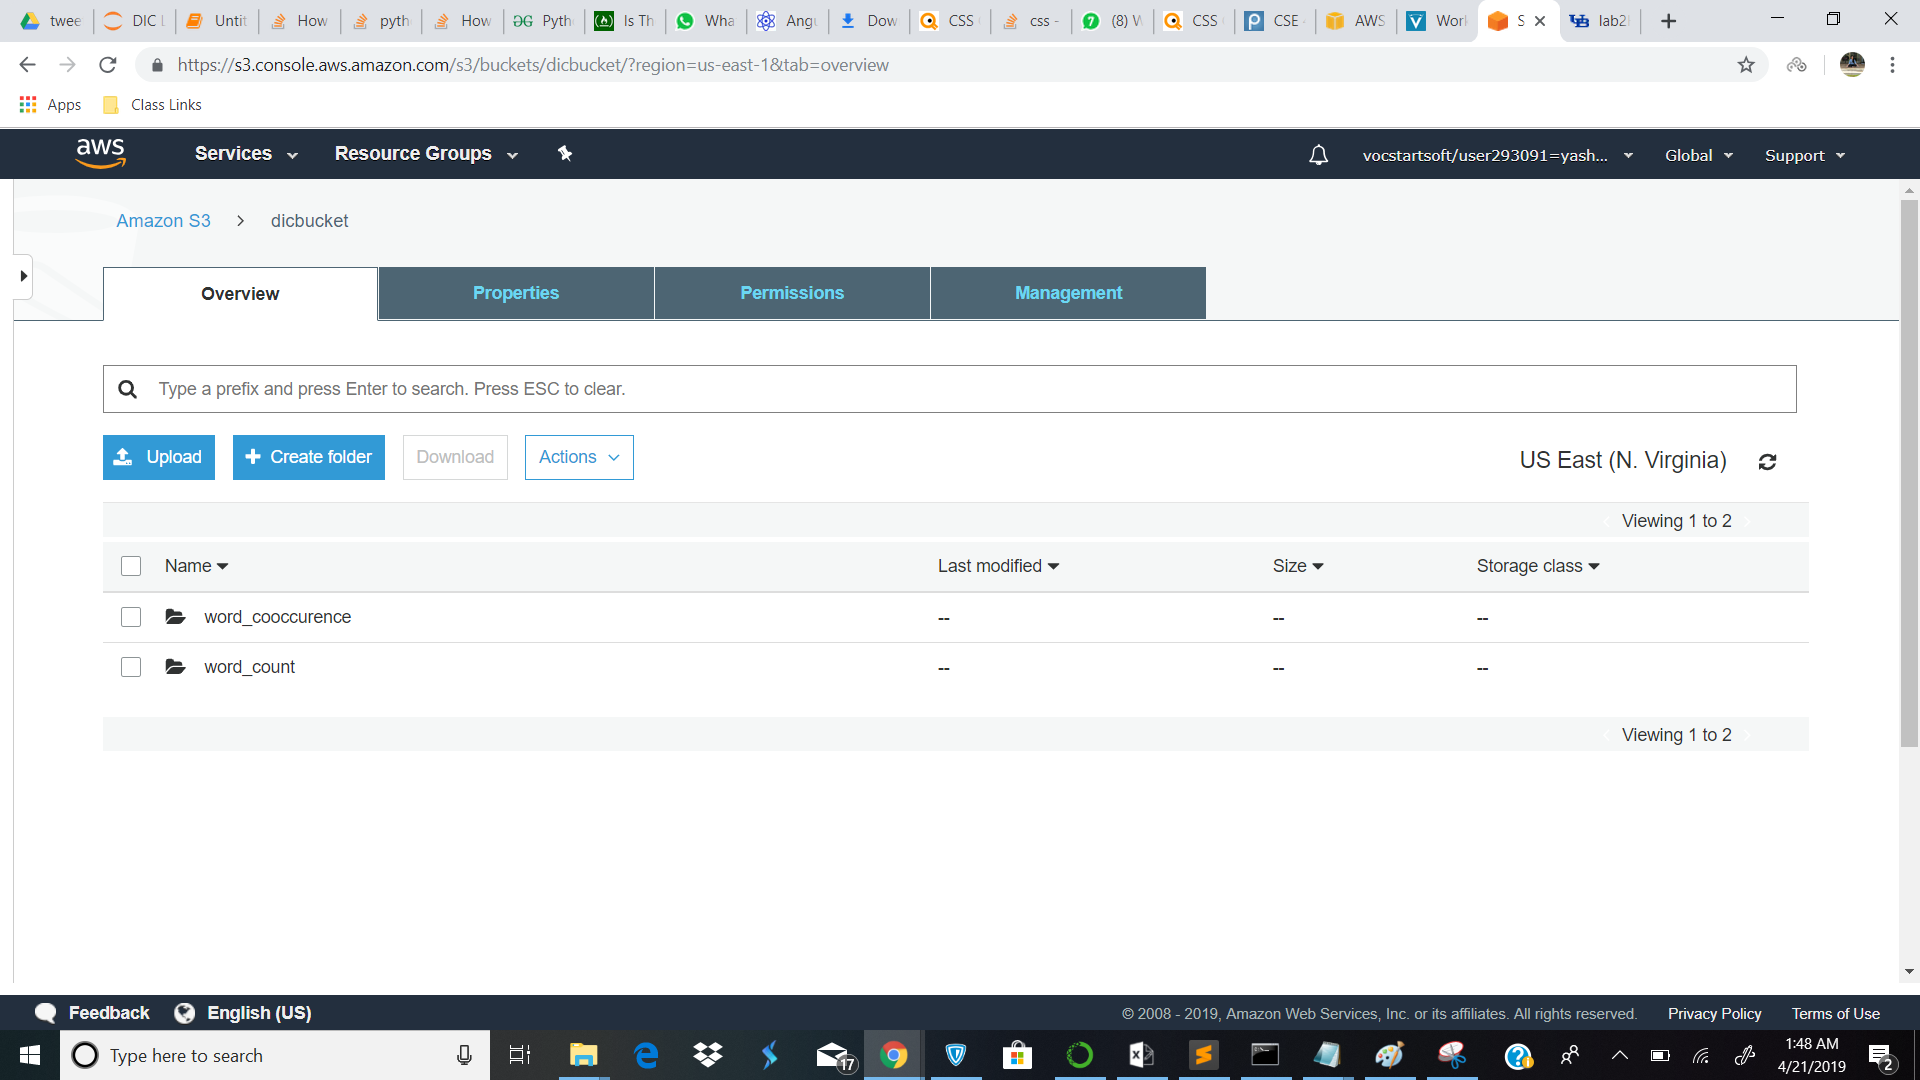 twee
DIC L
Untit
How
pyth
How
Pyth
Is Th
Wha
Angu
Dow
CSS
css -
(8) W
CSS
CSE
AWS
Wor
S
lab2
https://s3.console.aws.amazon.com/s3/buckets/dicbucket/?region=us-east-1&tab=overview
Apps
Class Links
aws
Services
Resource Groups
vocstartsoft/user293091=yash...
Global
Support
Amazon S3 > dicbucket
Overview
Properties
Permissions
Management
Type a prefix and press Enter to search. Press ESC to clear.
Upload
+ Create folder
Download
Actions
US East (N. Virginia)
Viewing 1 to 2
Name
Last modified
Size
Storage class
word_cooccurence -- -- --
word_count -- -- --
Viewing 1 to 2
Feedback
English (US)
© 2008 - 2019, Amazon Web Services, Inc. or its affiliates. All rights reserved.
Privacy Policy
Terms of Use
Type here to search
17
1:48 AM
4/21/2019
2